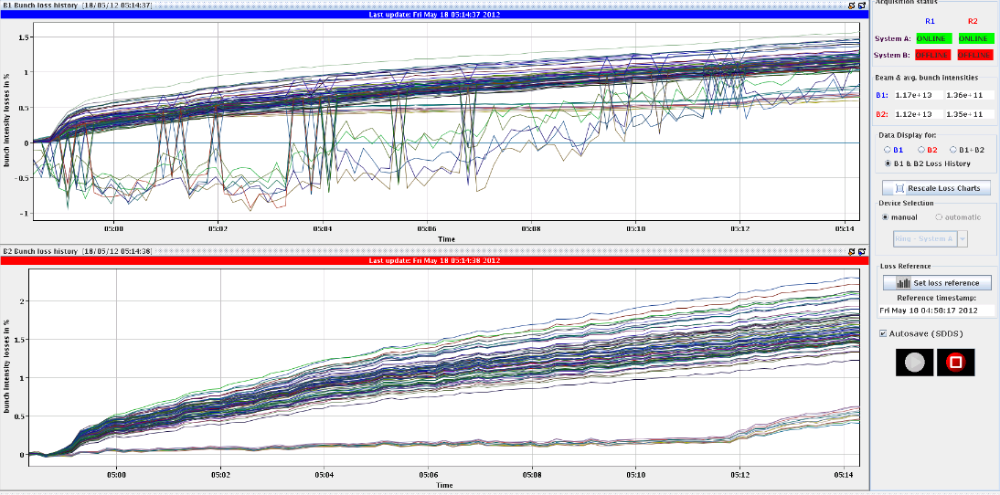 B1 Bunch loss history [18/05/12 05:14:37]
Last update: Fri May 18 05:14:37 2012
bunch intensity losses in %
1.5
1
0.5
0
-0.5
-1
05:00 05:02 05:04 05:06 05:08 05:10 05:12 05:14
Time
B2 Bunch loss history [18/05/12 05:14:38]
Last update: Fri May 18 05:14:38 2012
bunch intensity losses in %
2
1.5
1
0.5
0
05:00 05:02 05:04 05:06 05:08 05:10 05:12 05:14
Time
Acquisition status
R1 R2
System A: ONLINE ONLINE
System B: OFFLINE OFFLINE
Beam & avg. bunch intensities
B1: 1.17e+13 1.36e+11
B2: 1.12e+13 1.35e+11
Data Display for:
B1 B2 B1+B2
B1 & B2 Loss History
Rescale Loss Charts
Device Selection
manual automatic
Ring - System A
Loss Reference
Set loss reference
Reference timestamp:
Fri May 18 04:58:17 2012
Autosave (SDDS)